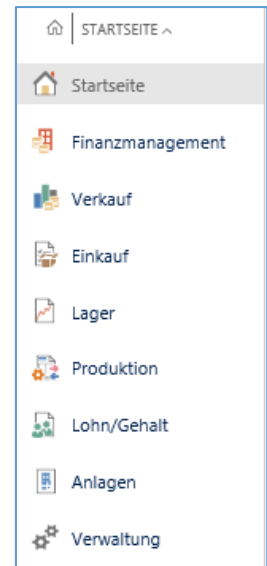 STARTSEITE
Startseite
Finanzmanagement
Verkauf
Einkauf
Lager
Produktion
Lohn/Gehalt
Anlagen
Verwaltung